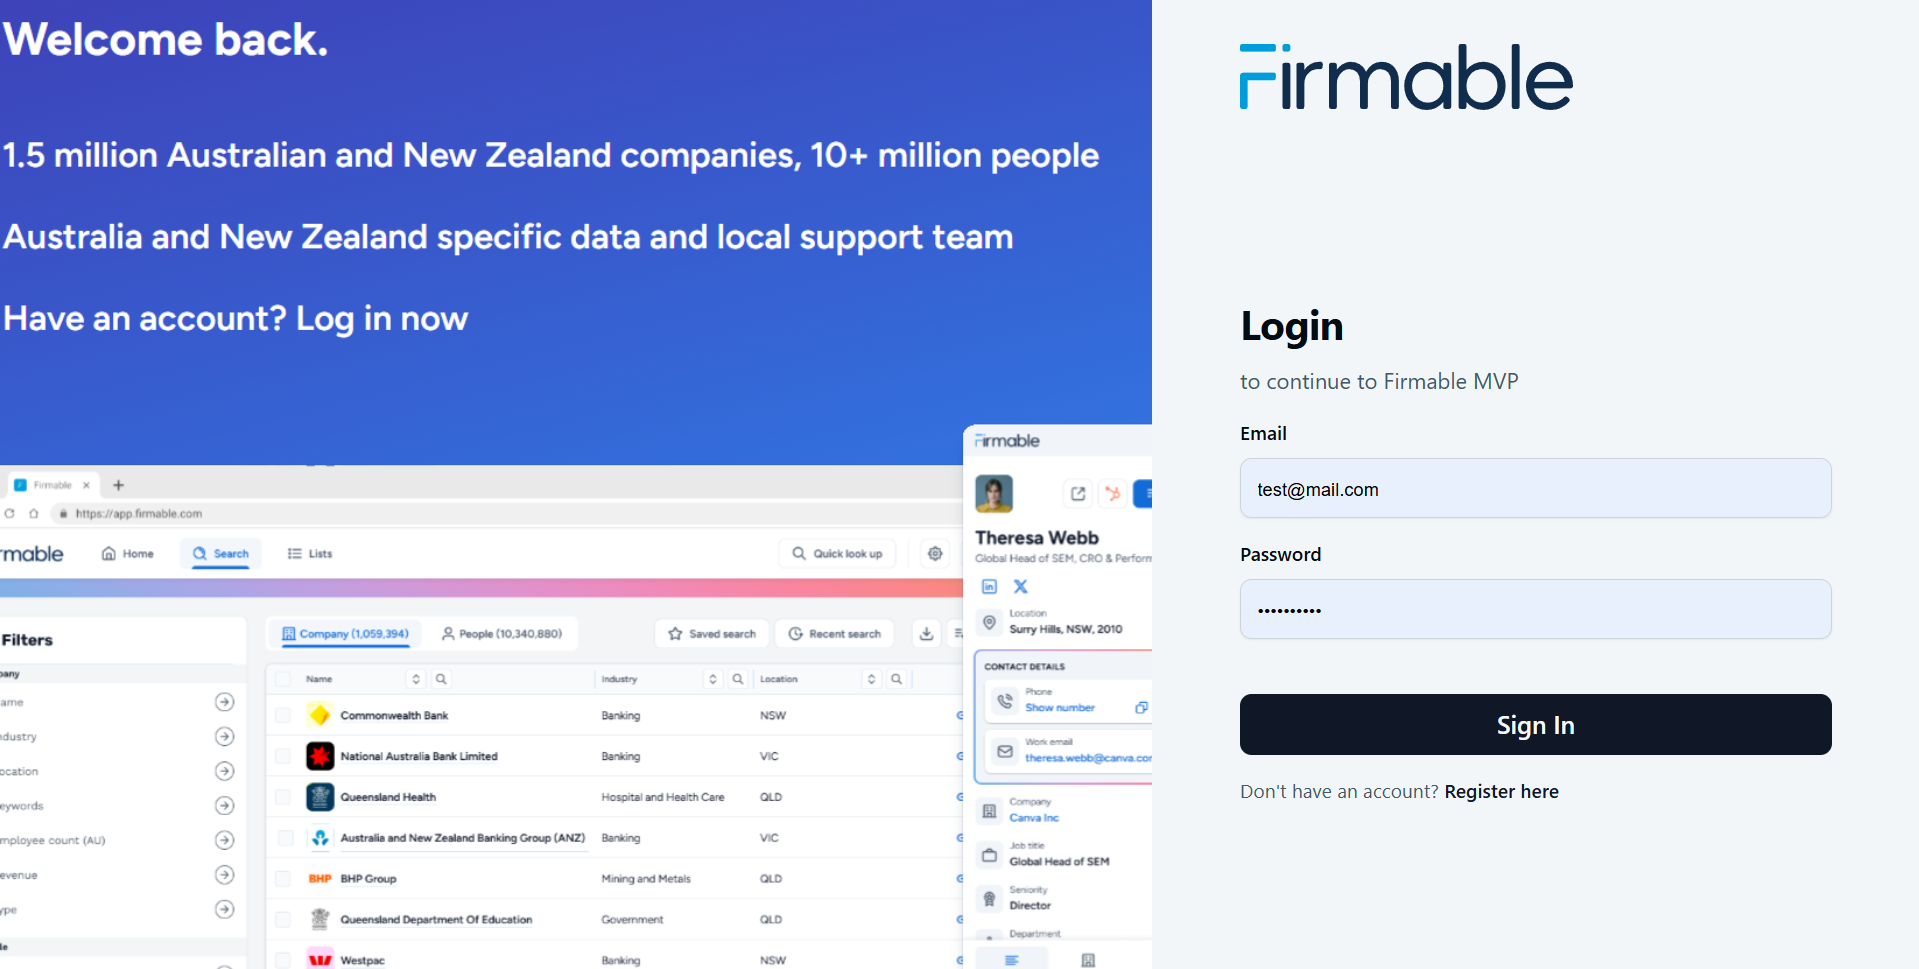 Welcome back.
1.5 million Australian and New Zealand companies, 10+ million people
Australia and New Zealand specific data and local support team
Have an account? Log in now
Firmable
https://app.firmable.com
rmable
Home
Search
Lists
Quick look up
Filters
pany
ame
ndustry
ocation
eywords
mployee count (AU)
evenue
ype
le
Company (1,059,394)
People (10,340,880)
Saved search
Recent search
Name
Industry
Location
Commonwealth Bank
Banking
NSW
National Australia Bank Limited
Banking
VIC
Queensland Health
Hospital and Health Care
QLD
Australia and New Zealand Banking Group (ANZ)
Banking
VIC
BHP
BHP Group
Mining and Metals
QLD
Queensland Department Of Education
Government
QLD
Westpac
Banking
NSW
Firmable
Theresa Webb
Global Head of SEM, CRO & Perform
in
X
Location
Surry Hills, NSW, 2010
CONTACT DETAILS
Phone
Show number
Work email
theresa.webb@canva.cor
Company
Canva Inc
Job title
Global Head of SEM
Seniority
Director
Department
Firmable
Login
to continue to Firmable MVP
Email
test@mail.com
Password
••••••••••
Sign In
Don't have an account? Register here